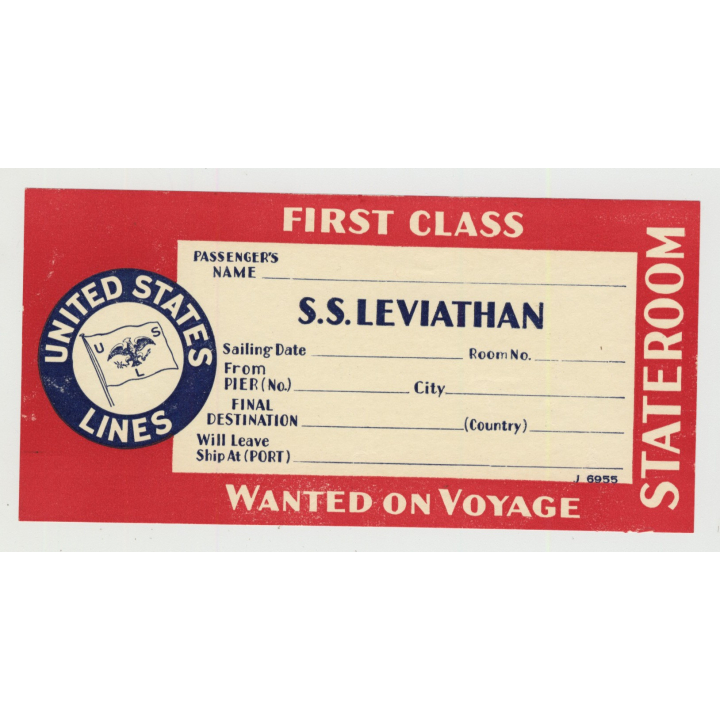 FIRST CLASS
PASSENGER'S
NAME
S.S. LEVIATHAN
Sailing Date Room No.
From
PIER (No.) City
FINAL
DESTINATION (Country)
Will Leave
Ship At (PORT)
J 6955
WANTED ON VOYAGE
STATEROOM
UNITED STATES
LINES
U S
L